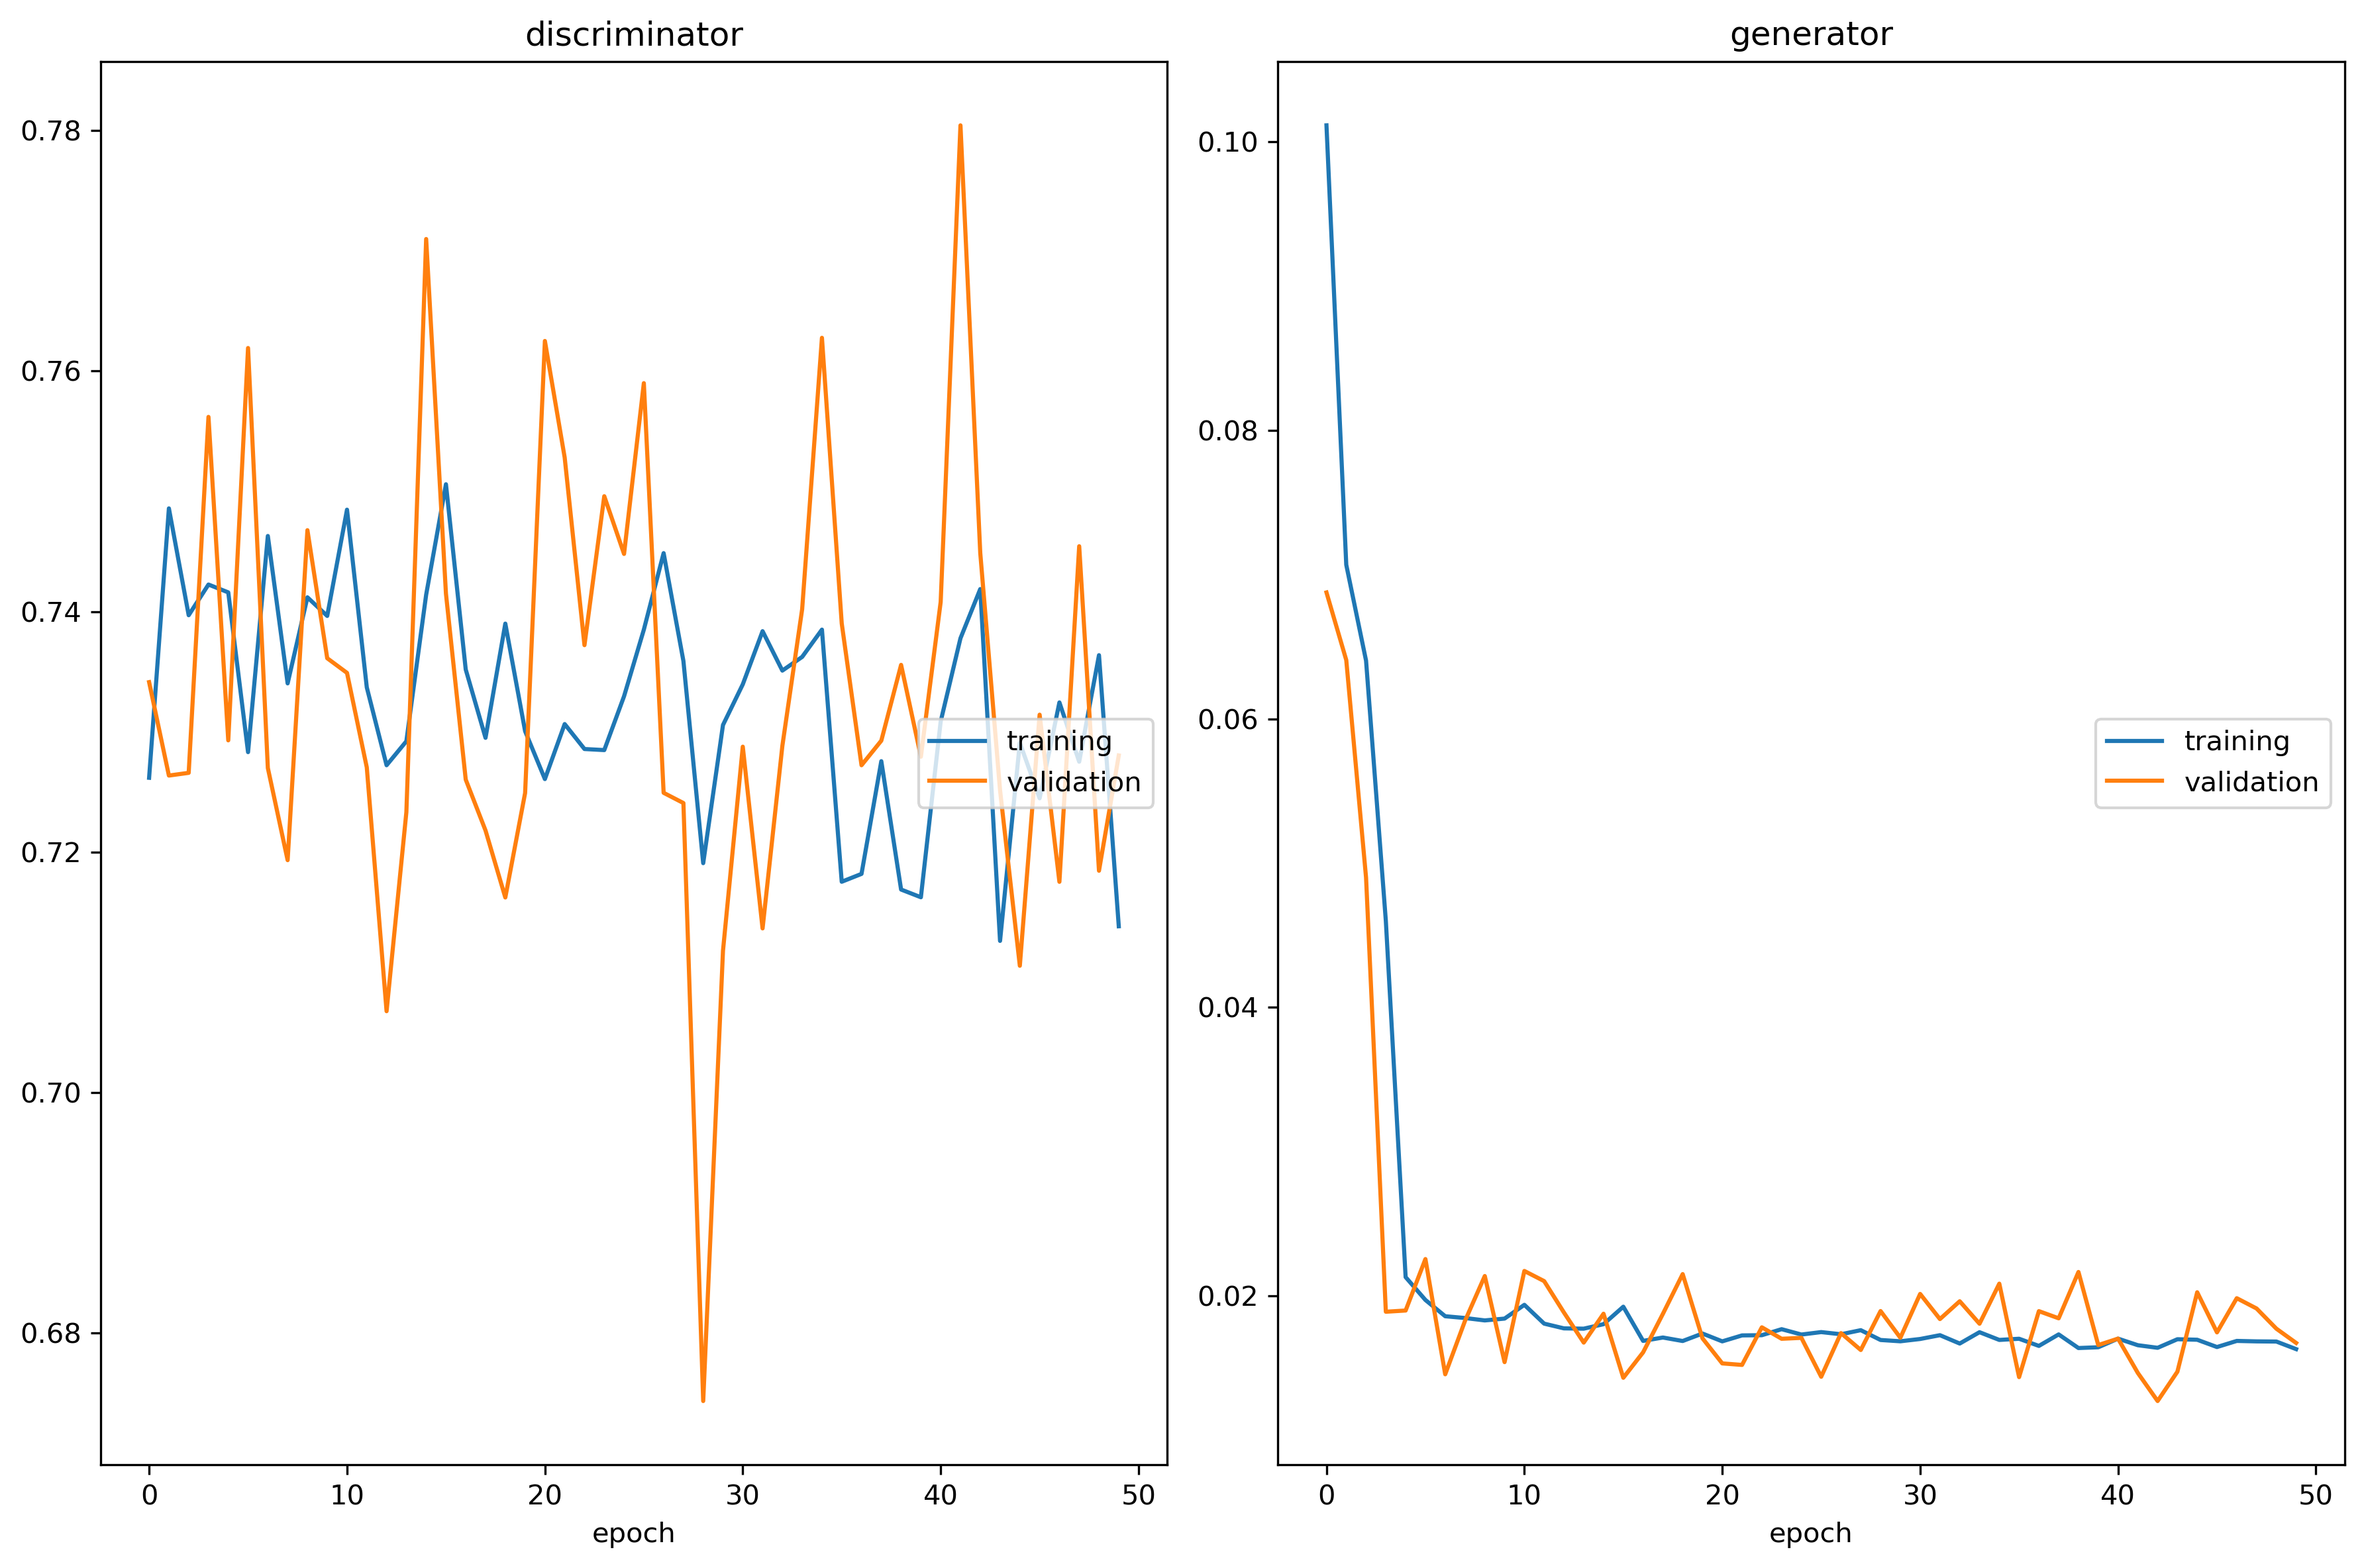 discriminator
0.78
0.76
0.74
0.72
0.70
0.68
training
validation
0 10 20 30 40 50
epoch
generator
0.10
0.08
0.06
0.04
0.02
training
validation
0 10 20 30 40 50
epoch